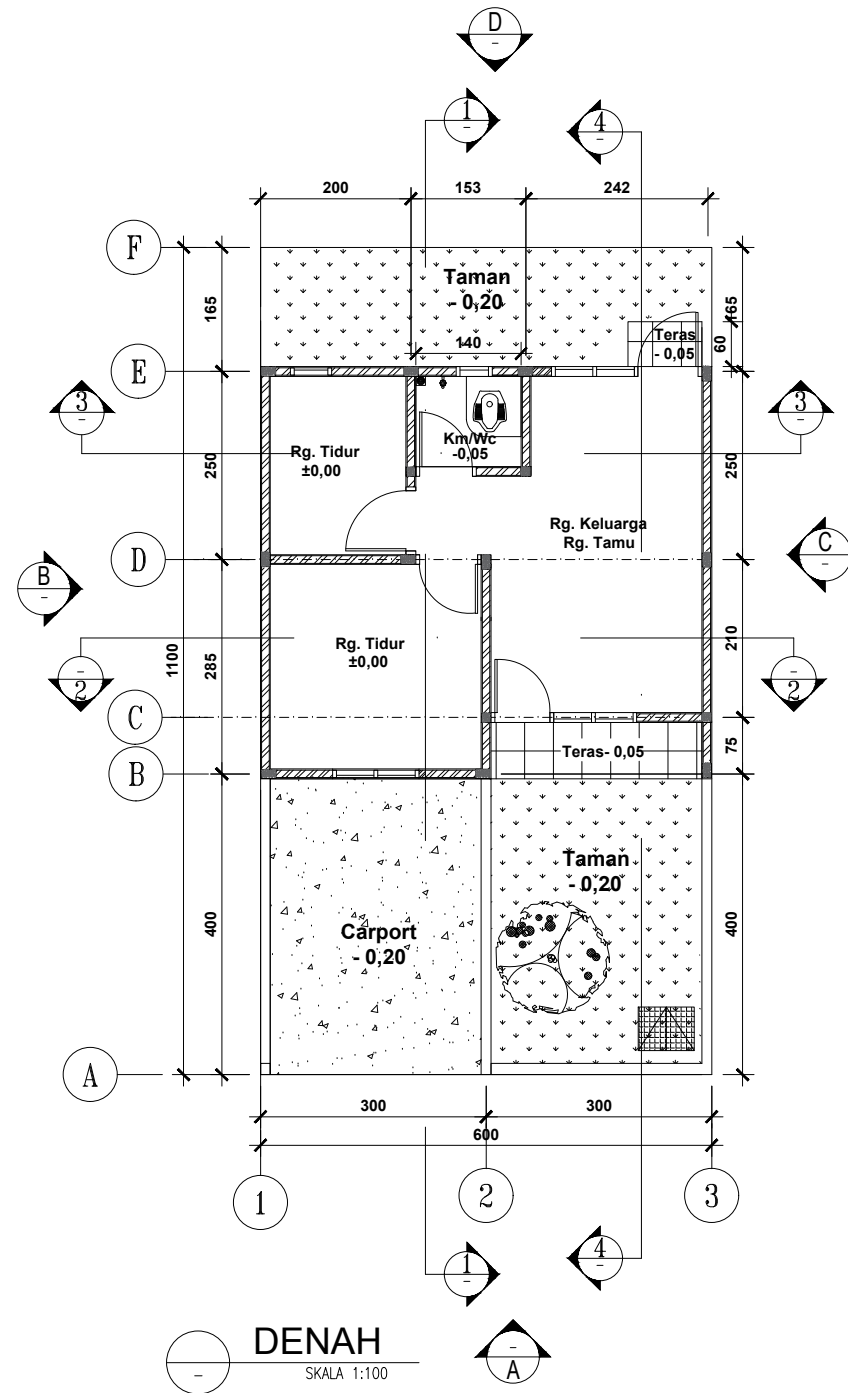 D
-
1
-
4
-
200
153
242
F
165
Taman
- 0,20
165
Teras
- 0,05
60
140
E
3
-
3
-
Km/Wc
-0,05
Rg. Tidur
±0,00
250
250
Rg. Keluarga
Rg. Tamu
D
B
-
C
-
Rg. Tidur
±0,00
1100
285
210
-
2
-
2
C
75
Teras- 0,05
B
Taman
- 0,20
Carport
- 0,20
400
400
A
300
300
600
1
2
3
1
-
4
-
DENAH
-
SKALA 1:100
-
A